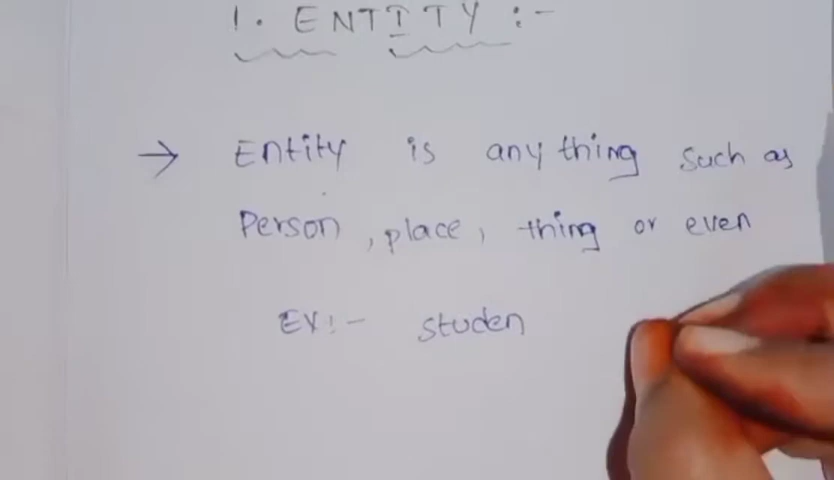 1. ENTITY :-
→ Entity is any thing such as
Person, place, thing or even
Ex:- studen